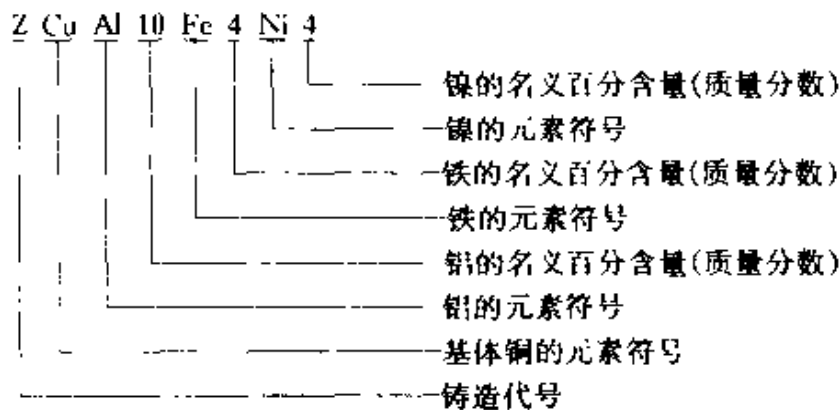 Z Cu Al 10 Fe 4 Ni 4
镍的名义百分含量(质量分数)
镍的元素符号
铁的名义百分含量(质量分数)
铁的元素符号
铝的名义百分含量(质量分数)
铝的元素符号
基体铜的元素符号
铸造代号